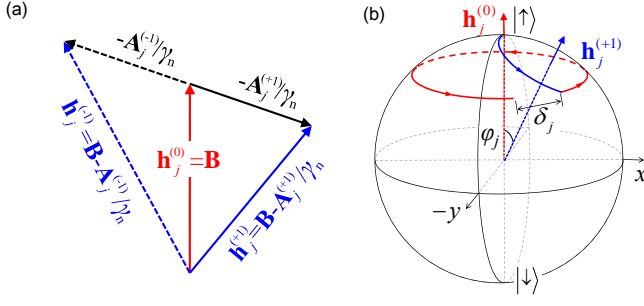 (a)
-A_j^{(-1)}/γ_n
-A_j^{(+1)}/γ_n
h_j^{(-1)}=B-A_j^{(-1)}/γ_n
h_j^{(0)}=B
h_j^{(+1)}=B-A_j^{(+1)}/γ_n
(b)
h_j^{(0)}
|↑⟩
h_j^{(+1)}
δ_j
φ_j
x
-y
|↓⟩